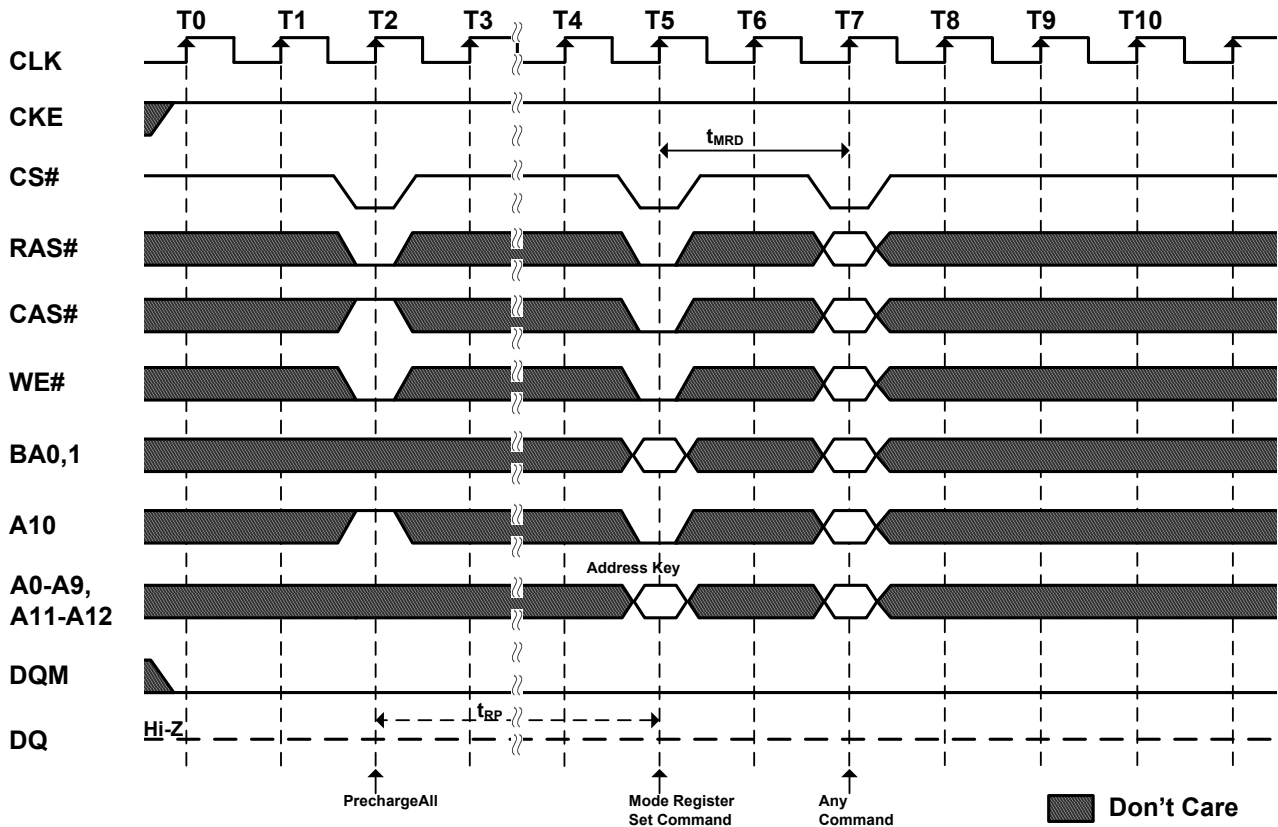 T0 T1 T2 T3 T4 T5 T6 T7 T8 T9 T10
CLK
CKE
tMRD
CS#
RAS#
CAS#
WE#
BA0,1
A10
Address Key
A0-A9,
A11-A12
DQM
tRP
Hi-Z
DQ
PrechargeAll
Mode Register
Set Command
Any
Command
Don't Care